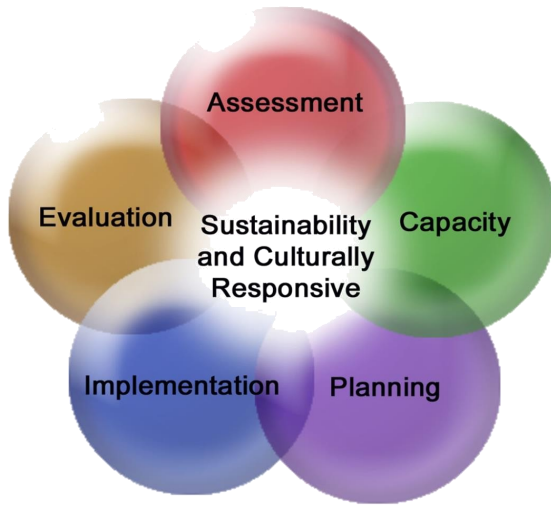 Assessment
Evaluation
Capacity
Sustainability
and Culturally
Responsive
Implementation
Planning